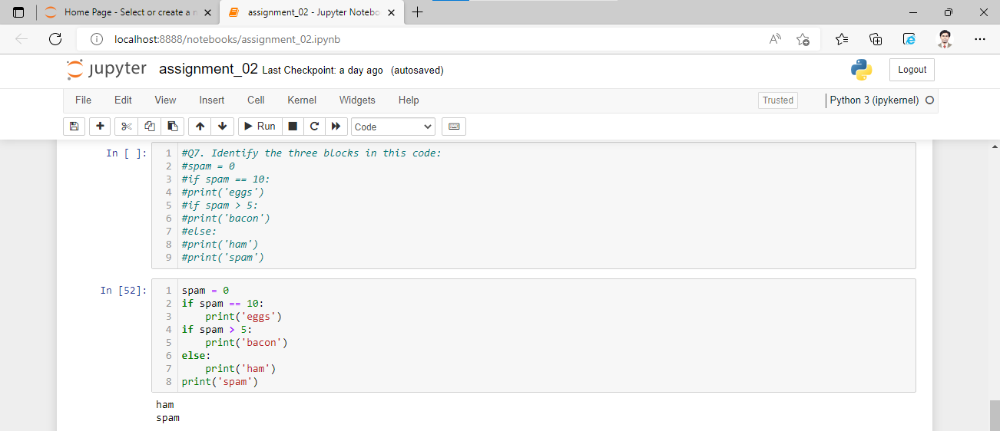 Home Page - Select or create a n
assignment_02 - Jupyter Notebo
localhost:8888/notebooks/assignment_02.ipynb
jupyter assignment_02 Last Checkpoint: a day ago (autosaved)
Logout
File Edit View Insert Cell Kernel Widgets Help
Trusted
Python 3 (ipykernel)
Run
Code
In [ ]:
1 #Q7. Identify the three blocks in this code:
2 #spam = 0
3 #if spam == 10:
4 #print('eggs')
5 #if spam > 5:
6 #print('bacon')
7 #else:
8 #print('ham')
9 #print('spam')
In [52]:
1 spam = 0
2 if spam == 10:
3     print('eggs')
4 if spam > 5:
5     print('bacon')
6 else:
7     print('ham')
8 print('spam')
ham
spam